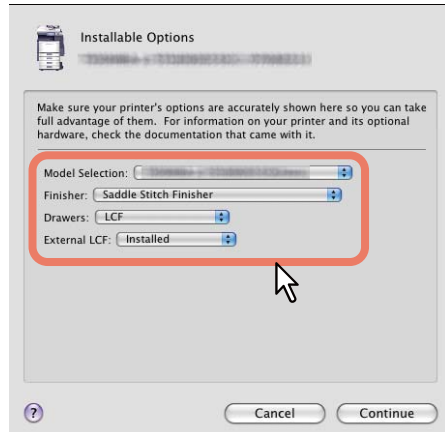 Installable Options
Make sure your printer's options are accurately shown here so you can take
full advantage of them. For information on your printer and its optional
hardware, check the documentation that came with it.
Model Selection:
Finisher: Saddle Stitch Finisher
Drawers: LCF
External LCF: Installed
? Cancel Continue